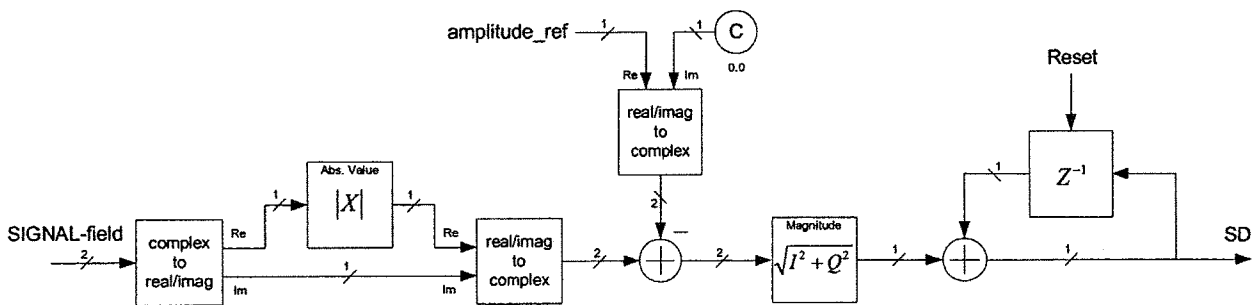 amplitude_ref
1
1
C
0.0
Re
Im
real/imag
to
complex
Reset
Abs. Value
|X|
1
1
2
−
1
Z⁻¹
SIGNAL-field
2
complex
to
real/imag
Re
Im
1
Re
Im
real/imag
to
complex
2
2
Magnitude
√I² + Q²
1
1
SD